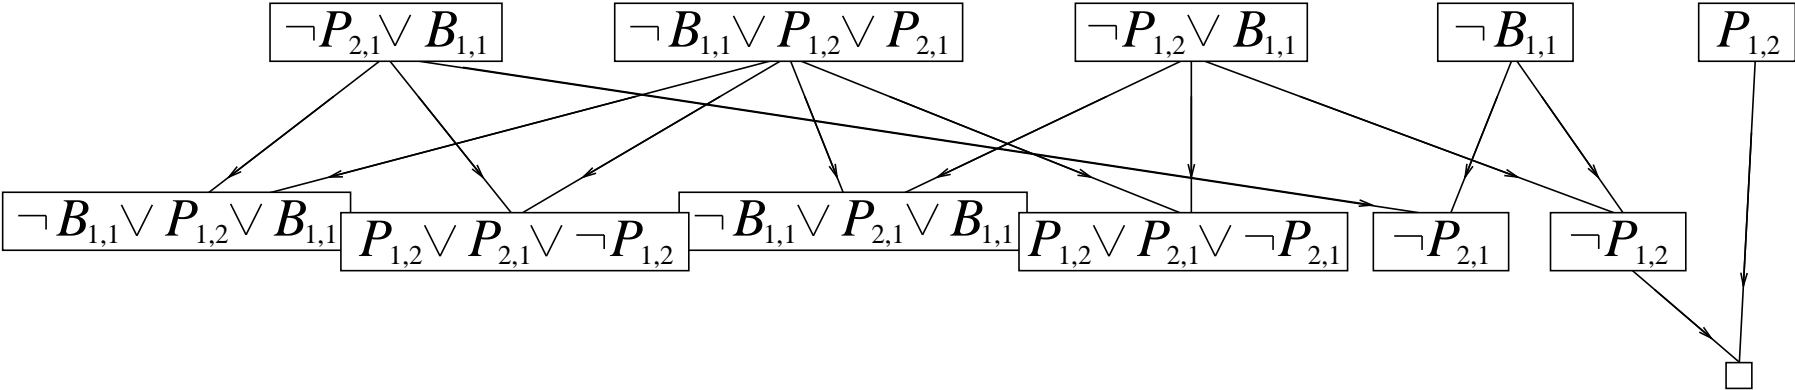 ¬P2,1 ∨ B1,1 ¬B1,1 ∨ P1,2 ∨ P2,1 ¬P1,2 ∨ B1,1 ¬B1,1 P1,2
¬B1,1 ∨ P1,2 ∨ B1,1 P1,2 ∨ P2,1 ∨ ¬P1,2 ¬B1,1 ∨ P2,1 ∨ B1,1 P1,2 ∨ P2,1 ∨ ¬P2,1 ¬P2,1 ¬P1,2